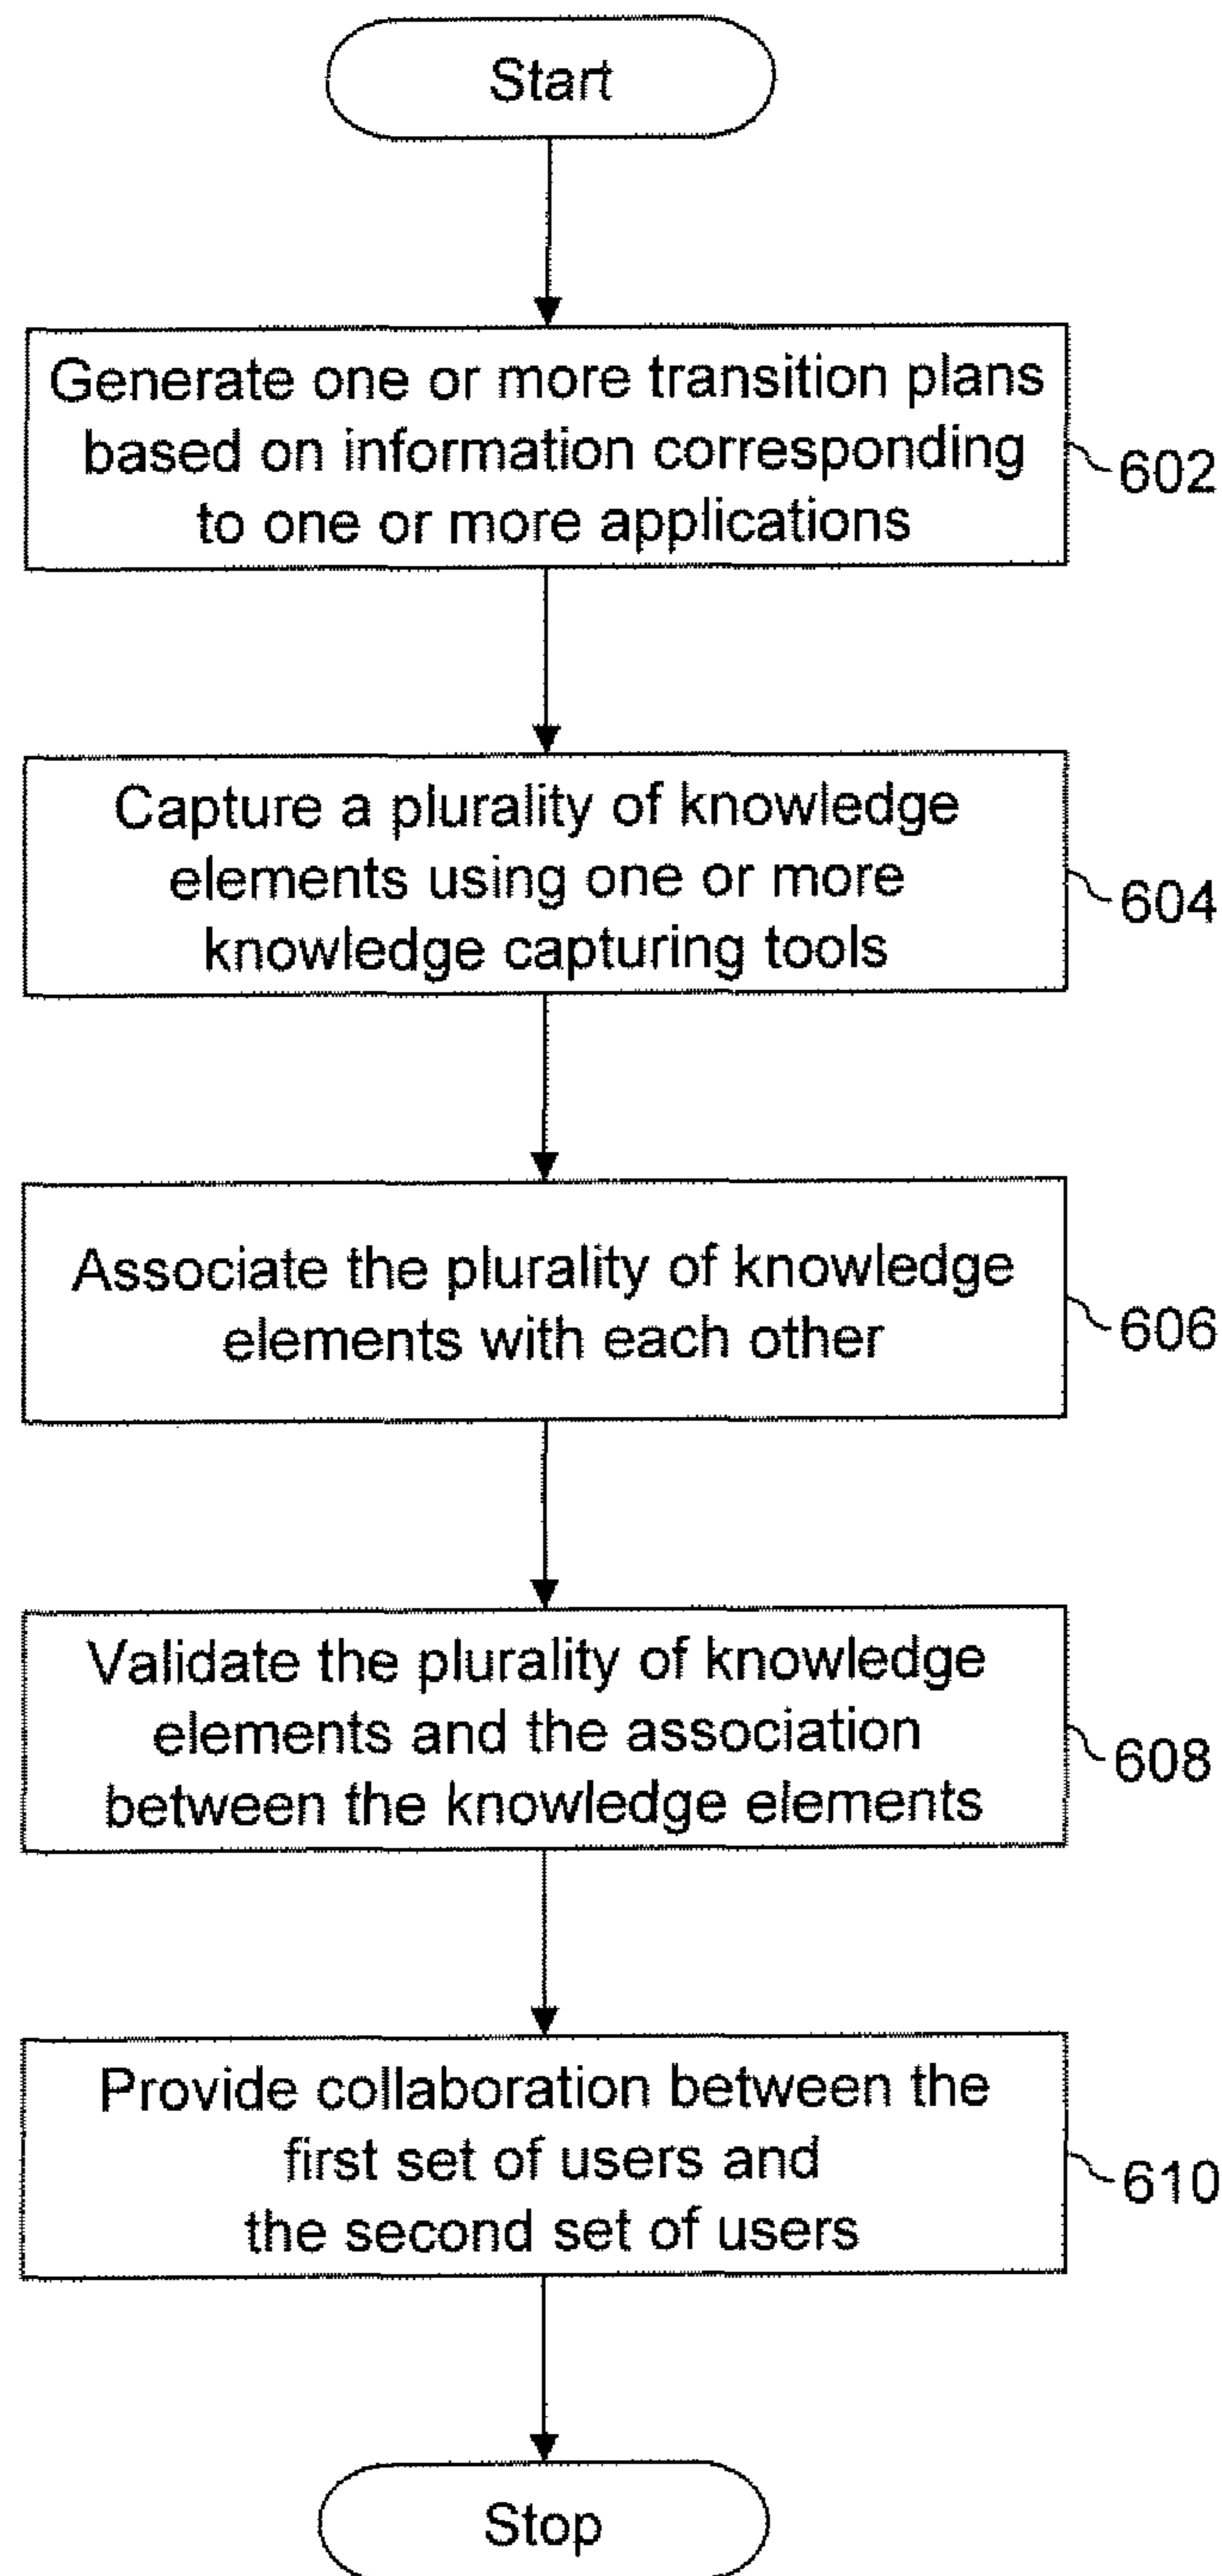 Start
Generate one or more transition plans
based on information corresponding
to one or more applications
602
Capture a plurality of knowledge
elements using one or more
knowledge capturing tools
604
Associate the plurality of knowledge
elements with each other
606
Validate the plurality of knowledge
elements and the association
between the knowledge elements
608
Provide collaboration between the
first set of users and
the second set of users
610
Stop